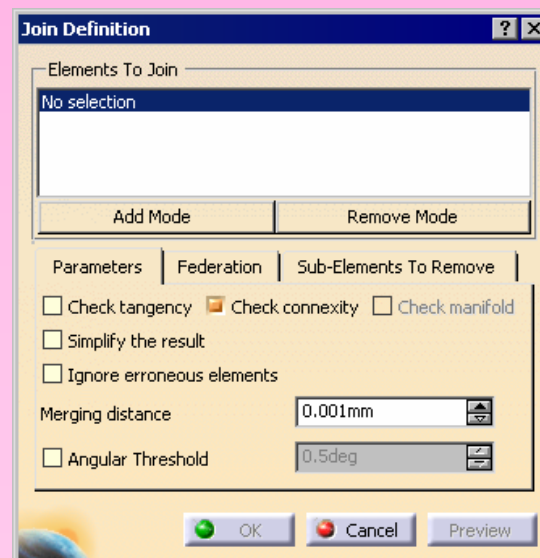 Join Definition
Elements To Join
No selection
Add Mode Remove Mode
Parameters Federation Sub-Elements To Remove
Check tangency Check connexity Check manifold
Simplify the result
Ignore erroneous elements
Merging distance 0.001mm
Angular Threshold 0.5deg
OK Cancel Preview